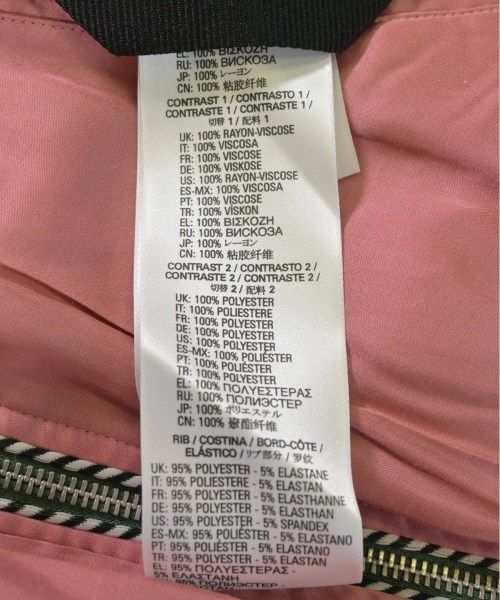 EL: 100% ΒΙΣΚΟΖΗ
RU: 100% ВИСКОЗА
JP: 100% レーヨン
CN: 100% 粘胶纤维
CONTRAST 1 / CONTRASTO 1 /
CONTRASTE 1 / CONTRASTE 1 /
切替 1 / 配料 1
UK: 100% RAYON-VISCOSE
IT: 100% VISCOSA
FR: 100% VISCOSE
DE: 100% VISKOSE
US: 100% RAYON-VISCOSE
ES-MX: 100% VISCOSA
PT: 100% VISCOSE
TR: 100% VİSKON
EL: 100% ΒΙΣΚΟΖΗ
RU: 100% ВИСКОЗА
JP: 100% レーヨン
CN: 100% 粘胶纤维
CONTRAST 2 / CONTRASTO 2 /
CONTRASTE 2 / CONTRASTE 2 /
切替 2 / 配料 2
UK: 100% POLYESTER
IT: 100% POLIESTERE
FR: 100% POLYESTER
DE: 100% POLYESTER
US: 100% POLYESTER
ES-MX: 100% POLIÉSTER
PT: 100% POLIÉSTER
TR: 100% POLYESTER
EL: 100% ΠΟΛΥΕΣΤΕΡΑΣ
RU: 100% ПОЛИЭСТЕР
JP: 100% ポリエステル
CN: 100% 聚酯纤维
RIB / COSTINA / BORD-CÔTE /
ELÁSTICO / リブ部分 / 罗纹
UK: 95% POLYESTER - 5% ELASTANE
IT: 95% POLIESTERE - 5% ELASTAN
FR: 95% POLYESTER - 5% ELASTHANNE
DE: 95% POLYESTER - 5% ELASTHAN
US: 95% POLYESTER - 5% SPANDEX
ES-MX: 95% POLIÉSTER - 5% ELASTANO
PT: 95% POLIÉSTER - 5% ELASTANO
TR: 95% POLYESTER - 5% ELASTAN
EL: 95% ΠΟΛΥΕΣΤΕΡΑΣ -
5% ΕΛΑΣΤΑΝΗ
95% ПОЛИЭСТЕР -